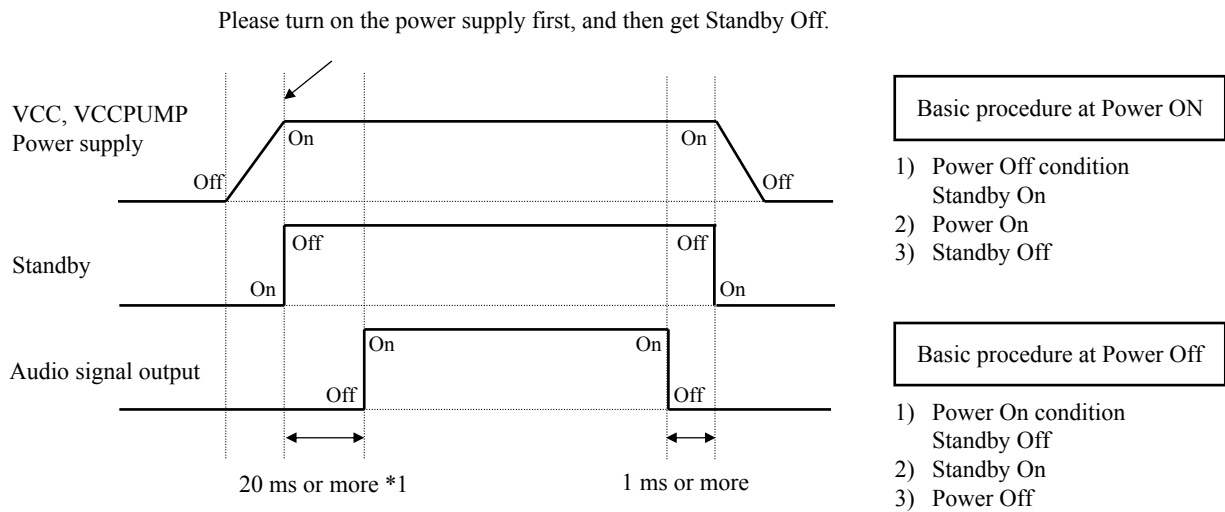 Please turn on the power supply first, and then get Standby Off.
VCC, VCCPUMP
Power supply
Off
On
On
Off
Standby
On
Off
Off
On
Audio signal output
Off
On
On
Off
20 ms or more *1
1 ms or more
Basic procedure at Power ON
1) Power Off condition
Standby On
2) Power On
3) Standby Off
Basic procedure at Power Off
1) Power On condition
Standby Off
2) Standby On
3) Power Off